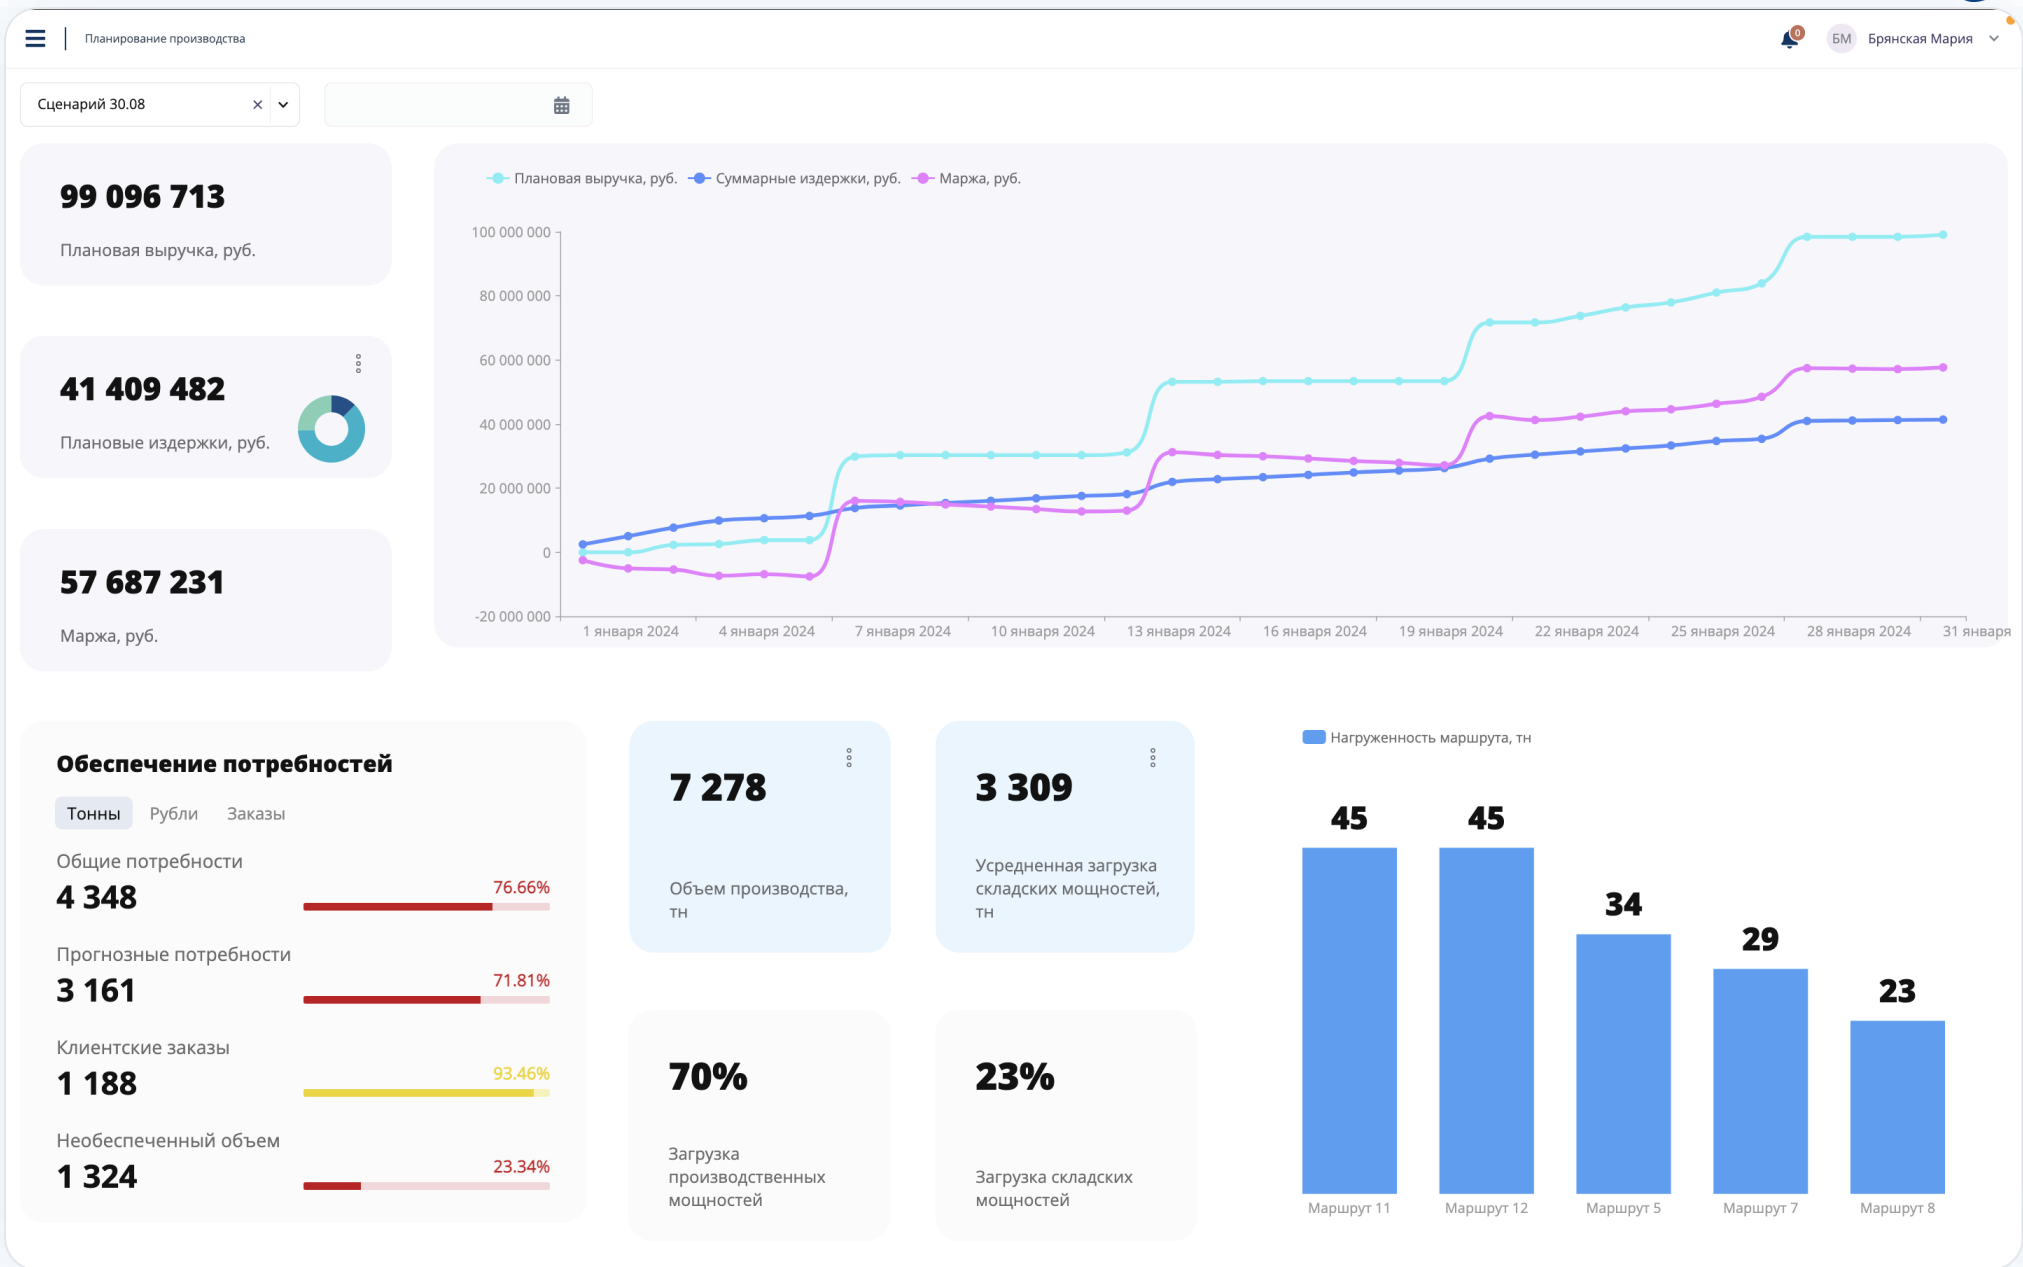 Планирование производства
0
БМ
Брянская Мария
Сценарий 30.08
99 096 713
Плановая выручка, руб.
41 409 482
Плановые издержки, руб.
57 687 231
Маржа, руб.
Плановая выручка, руб. Суммарные издержки, руб. Маржа, руб.
100 000 000
80 000 000
60 000 000
40 000 000
20 000 000
0
-20 000 000
1 января 2024 4 января 2024 7 января 2024 10 января 2024 13 января 2024 16 января 2024 19 января 2024 22 января 2024 25 января 2024 28 января 2024 31 января
Обеспечение потребностей
Тонны Рубли Заказы
Общие потребности
4 348
76.66%
Прогнозные потребности
3 161
71.81%
Клиентские заказы
1 188
93.46%
Необеспеченный объем
1 324
23.34%
7 278
Объем производства,
тн
3 309
Усредненная загрузка
складских мощностей,
тн
70%
Загрузка
производственных
мощностей
23%
Загрузка складских
мощностей
Нагруженность маршрута, тн
45 45 34 29 23
Маршрут 11 Маршрут 12 Маршрут 5 Маршрут 7 Маршрут 8